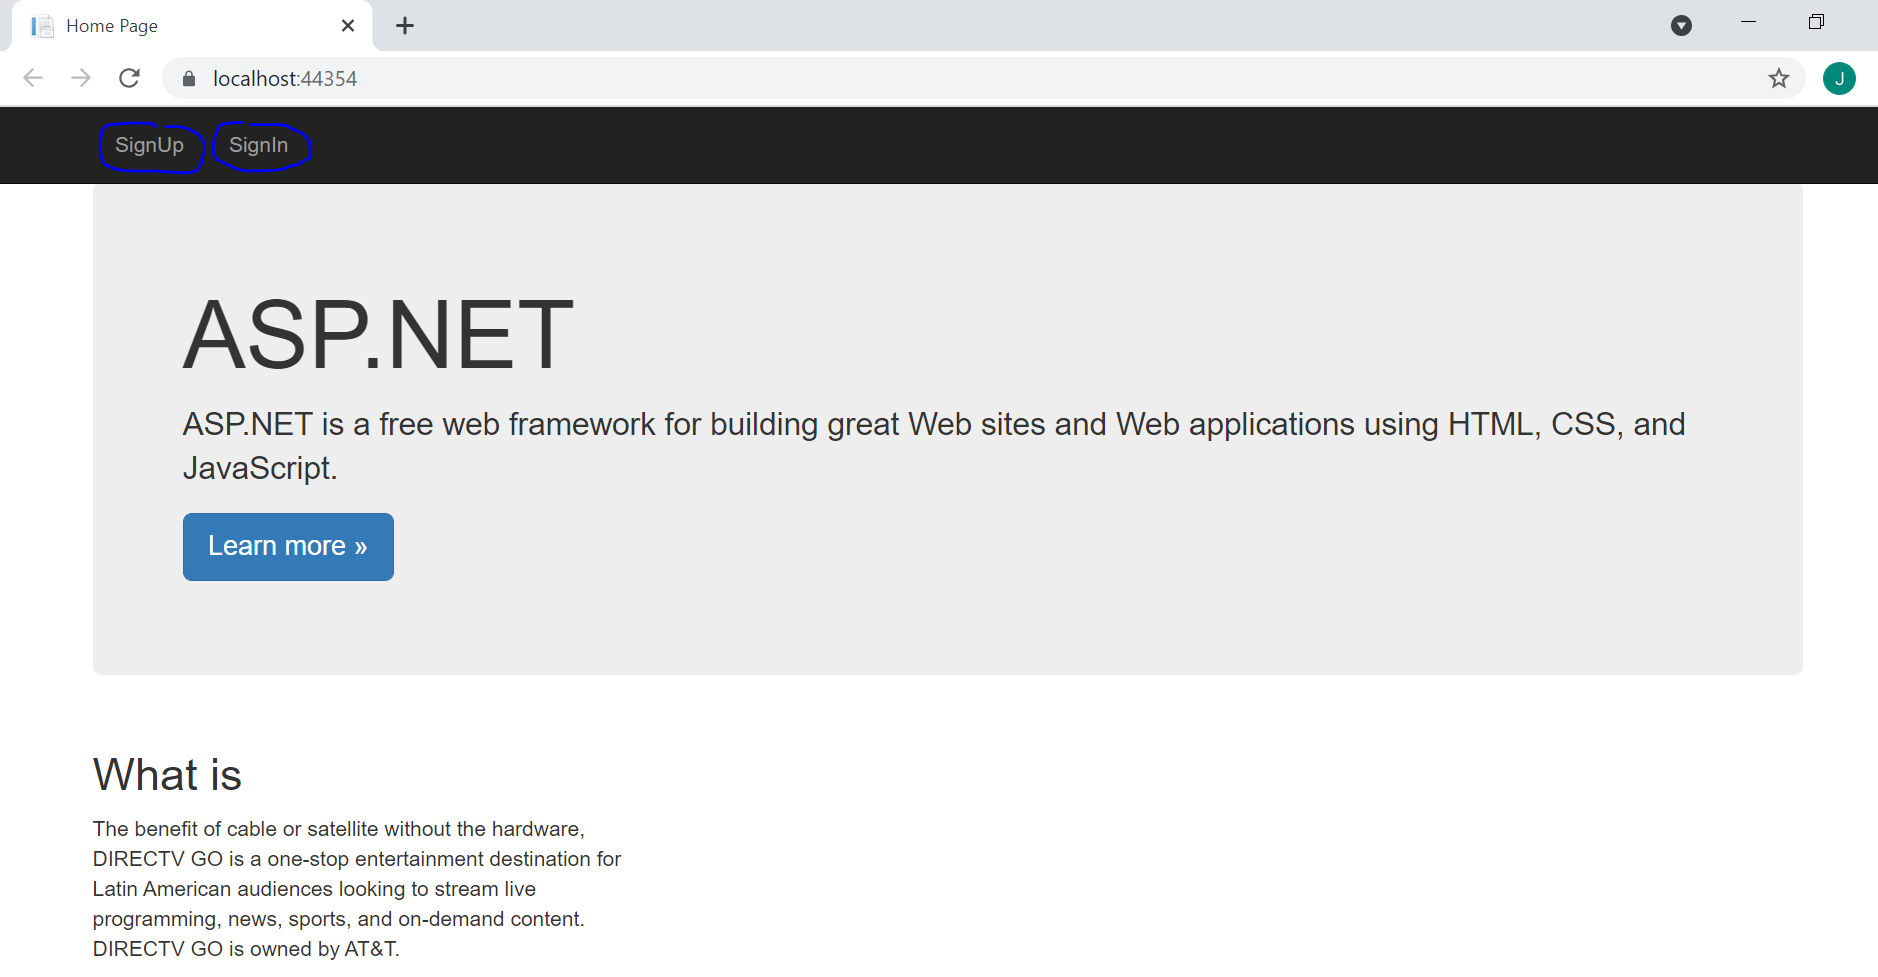 Home Page
localhost:44354
J
SignUp SignIn
ASP.NET
ASP.NET is a free web framework for building great Web sites and Web applications using HTML, CSS, and
JavaScript.
Learn more »
What is
The benefit of cable or satellite without the hardware,
DIRECTV GO is a one-stop entertainment destination for
Latin American audiences looking to stream live
programming, news, sports, and on-demand content.
DIRECTV GO is owned by AT&T.